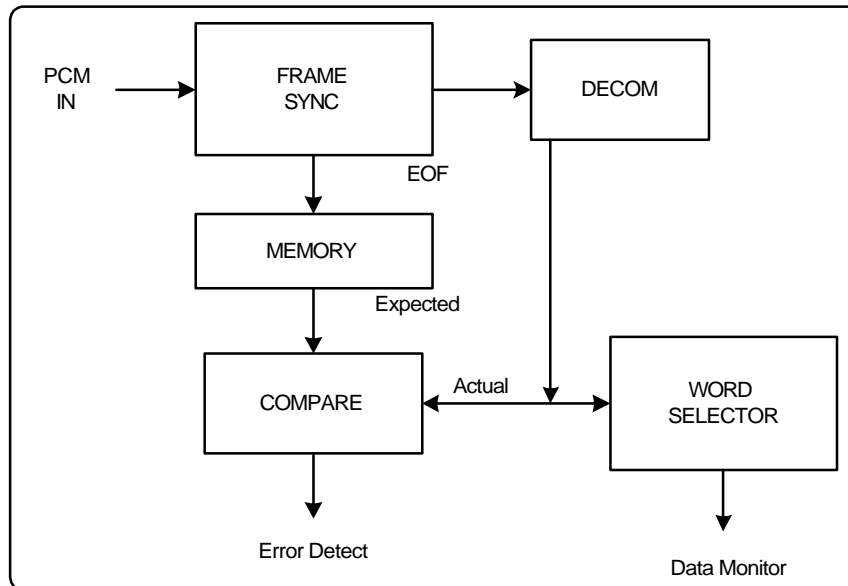 PCM
IN
FRAME
SYNC
DECOM
EOF
MEMORY
Expected
COMPARE
Actual
WORD
SELECTOR
Error Detect
Data Monitor